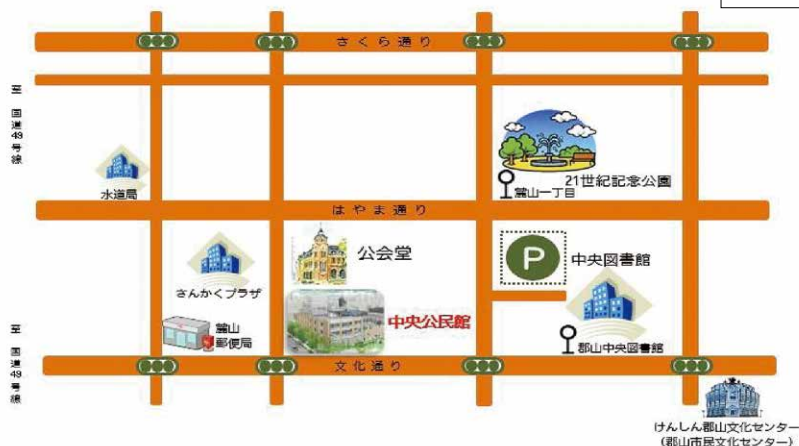 さくら通り
至 国道49号線
水道局
21世紀記念公園
麓山一丁目
はやま通り
公会堂
P
中央図書館
さんかくプラザ
中央公民館
麓山
郵便局
郡山中央図書館
至 国道49号線
文化通り
けんしん郡山文化センター
(郡山市民文化センター)